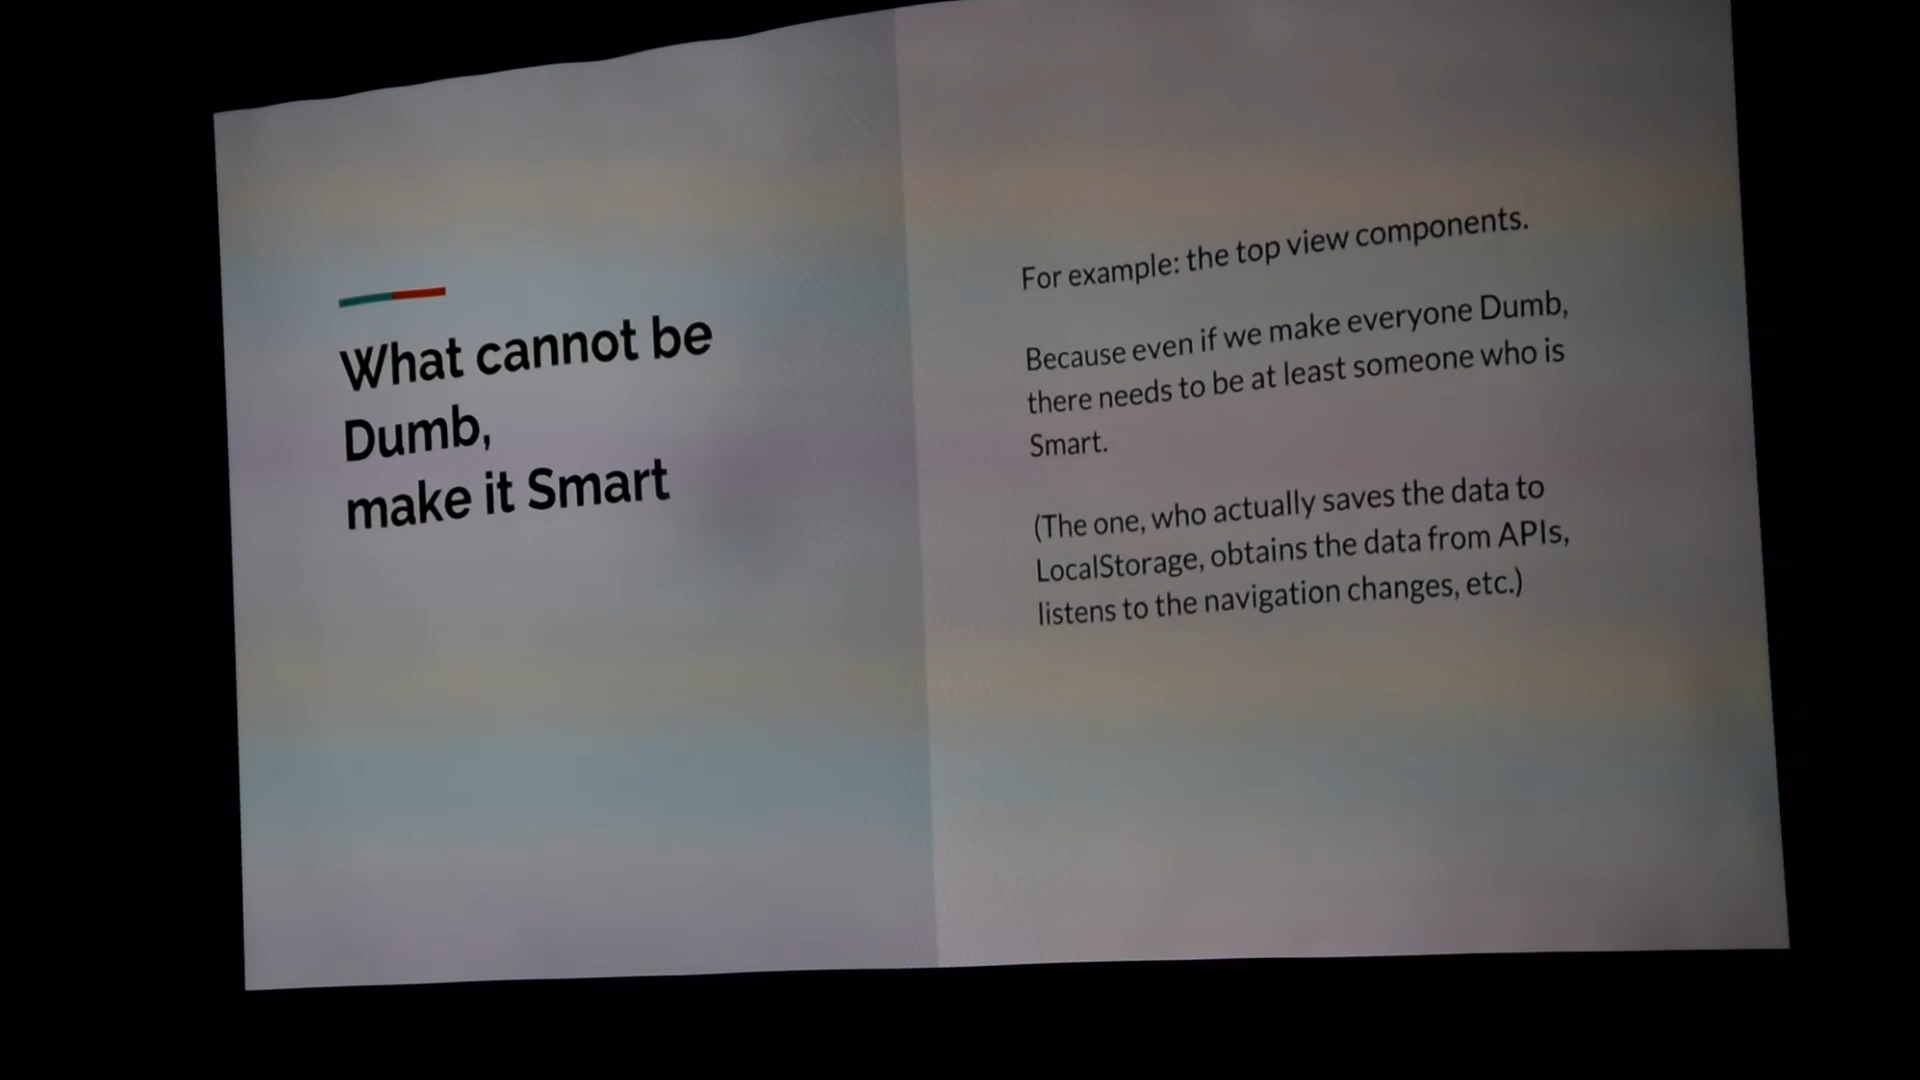 What cannot be
Dumb,
make it Smart
For example: the top view components.
Because even if we make everyone Dumb,
there needs to be at least someone who is
Smart.
(The one, who actually saves the data to
LocalStorage, obtains the data from APIs,
listens to the navigation changes, etc.)